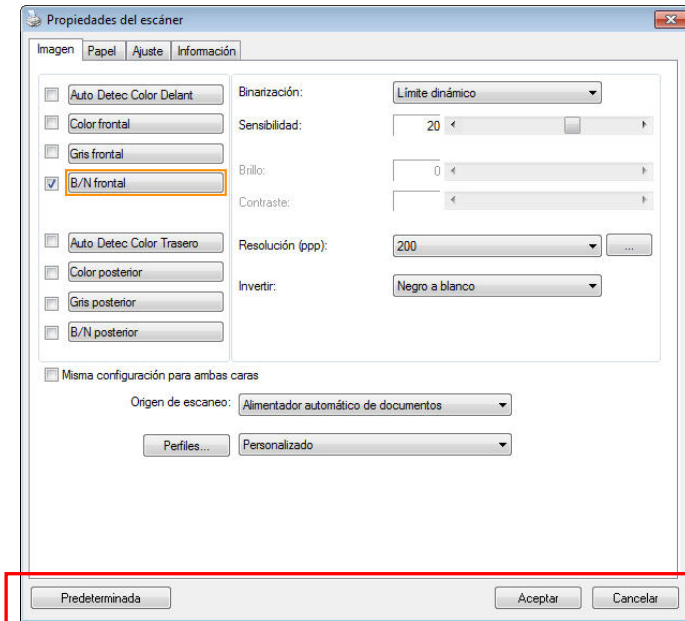 Propiedades del escáner
Imagen Papel Ajuste Información
Auto Detec Color Delant
Color frontal
Gris frontal
B/N frontal
Auto Detec Color Trasero
Color posterior
Gris posterior
B/N posterior
Binarización: Límite dinámico
Sensibilidad: 20
Brillo: 0
Contraste:
Resolución (ppp): 200 ...
Invertir: Negro a blanco
Misma configuración para ambas caras
Origen de escaneo: Alimentador automático de documentos
Perfiles... Personalizado
Predeterminada Aceptar Cancelar